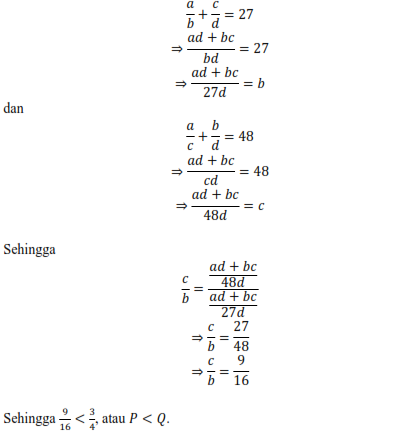 a/b + c/d = 27
⇒ (ad + bc)/bd = 27
⇒ (ad + bc)/27d = b
dan
a/c + b/d = 48
⇒ (ad + bc)/cd = 48
⇒ (ad + bc)/48d = c
Sehingga
c/b = ((ad + bc)/48d)/((ad + bc)/27d)
⇒ c/b = 27/48
⇒ c/b = 9/16
Sehingga 9/16 < 3/4, atau P < Q.